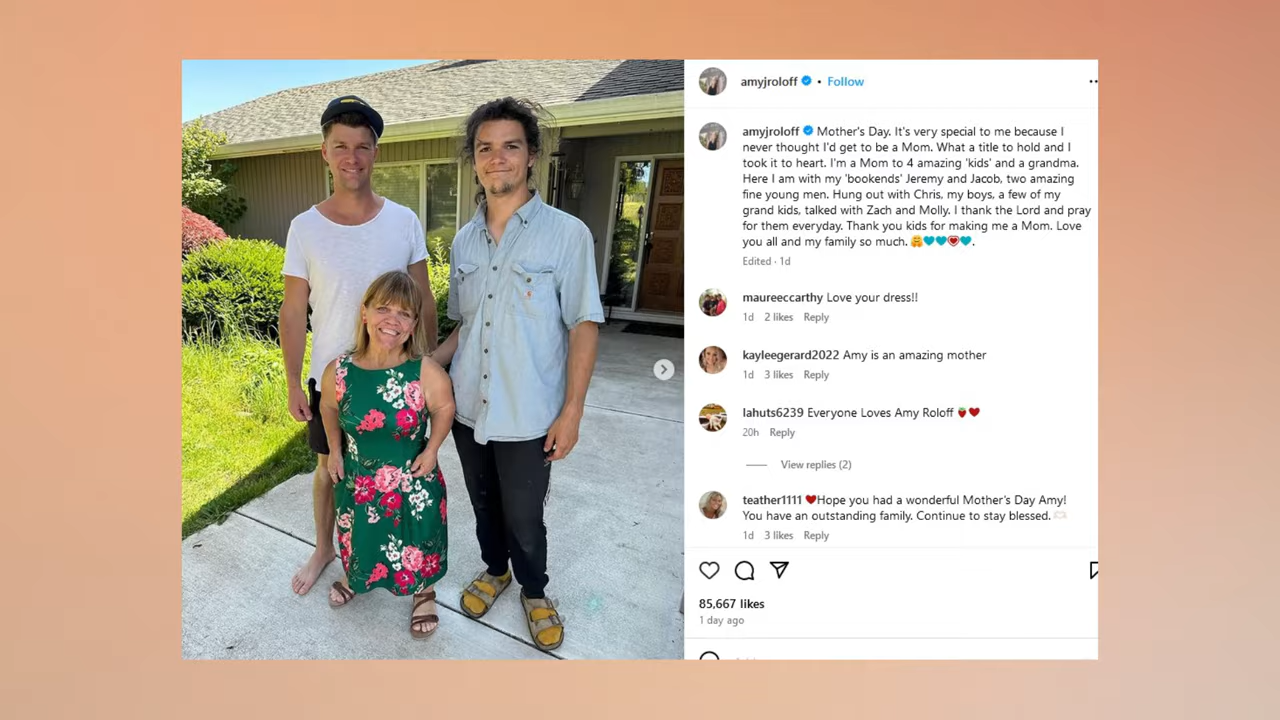 amyjroloff • Follow
amyjroloff Mother's Day. It's very special to me because I
never thought I'd get to be a Mom. What a title to hold and I
took it to heart. I'm a Mom to 4 amazing 'kids' and a grandma.
Here I am with my 'bookends' Jeremy and Jacob, two amazing
fine young men. Hung out with Chris, my boys, a few of my
grand kids, talked with Zach and Molly. I thank the Lord and pray
for them everyday. Thank you kids for making me a Mom. Love
you all and my family so much. 🤗💙💙💓💙.
Edited · 1d
maureeccarthy Love your dress!!
1d 2 likes Reply
kayleegerard2022 Amy is an amazing mother
1d 3 likes Reply
lahuts6239 Everyone Loves Amy Roloff 🍓❤️
20h Reply
View replies (2)
teather1111 ❤️Hope you had a wonderful Mother's Day Amy!
You have an outstanding family. Continue to stay blessed. 🫶🏻
1d 3 likes Reply
85,667 likes
1 day ago